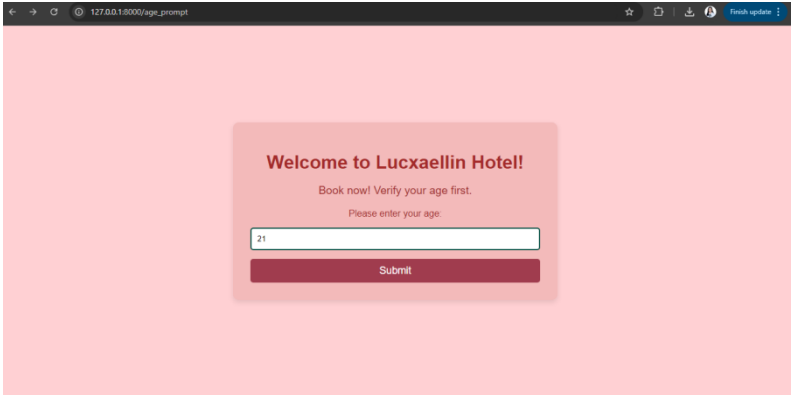 127.0.0.1:8000/age_prompt
Finish update
Welcome to Lucxaellin Hotel!
Book now! Verify your age first.
Please enter your age:
21
Submit